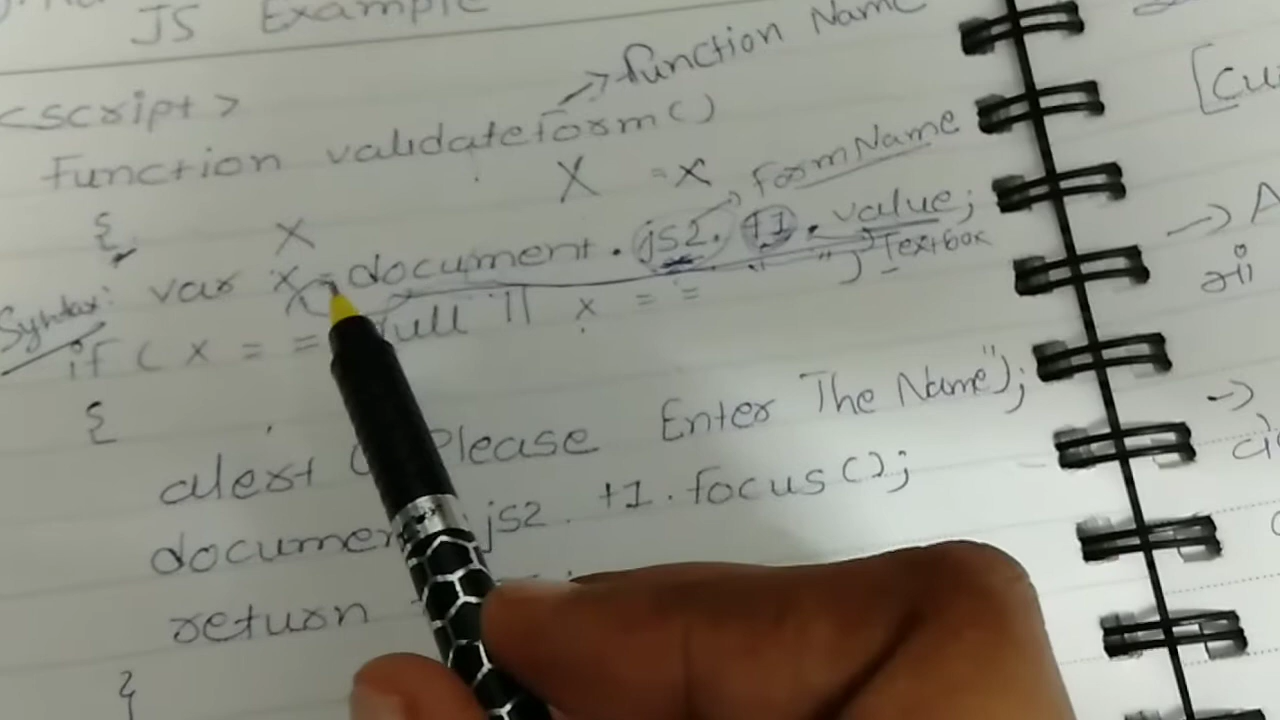 JS Example
→ function Name
<script>
Function validateform()
X = x
formName
{ X
var x = document.js2.t1.value;
Textbox
Syntax:
if ( x = = null || x = = " ")
{
alert ( Please Enter The Name");
document.js2.t1.focus();
return
}
[Cu
→ A